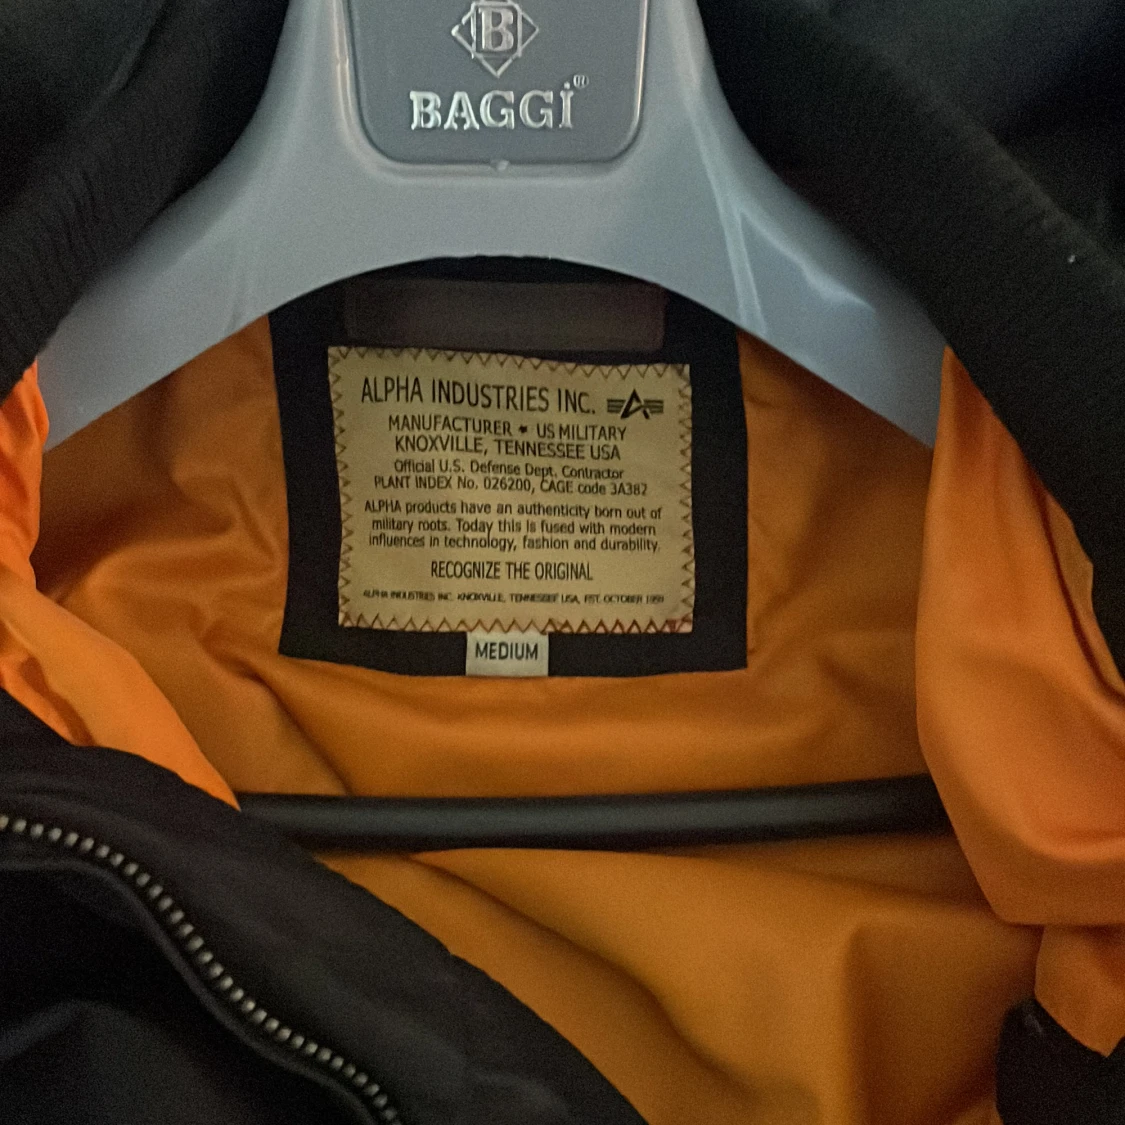 B
BAGGİ®
ALPHA INDUSTRIES INC.
MANUFACTURER ★ US MILITARY
KNOXVILLE, TENNESSEE USA
Official U.S. Defense Dept. Contractor
PLANT INDEX No. 026200, CAGE code 3A382
ALPHA products have an authenticity born out of
military roots. Today this is fused with modern
influences in technology, fashion and durability.
RECOGNIZE THE ORIGINAL
ALPHA INDUSTRIES INC. KNOXVILLE, TENNESSEE USA, EST. OCTOBER 1959
MEDIUM